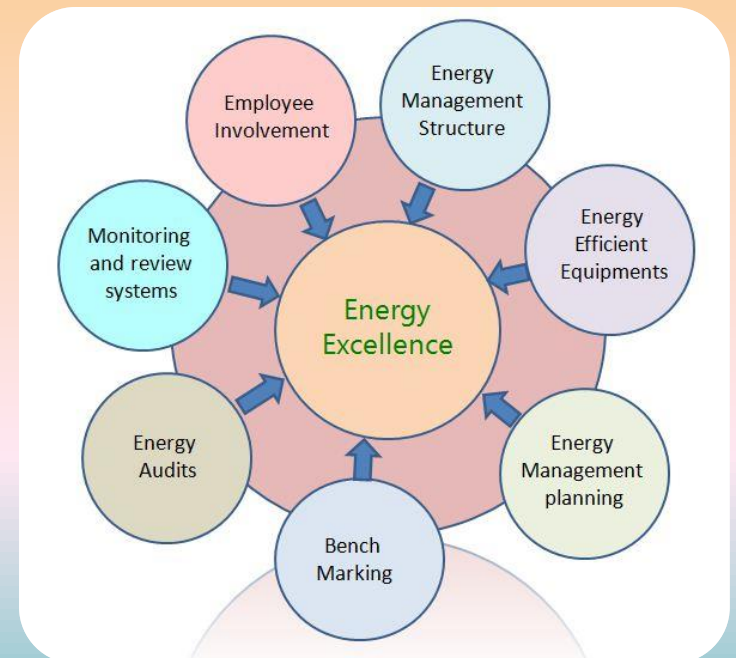 Energy
Management
Structure
Employee
Involvement
Energy
Efficient
Equipments
Monitoring
and review
systems
Energy
Excellence
Energy
Audits
Energy
Management
planning
Bench
Marking